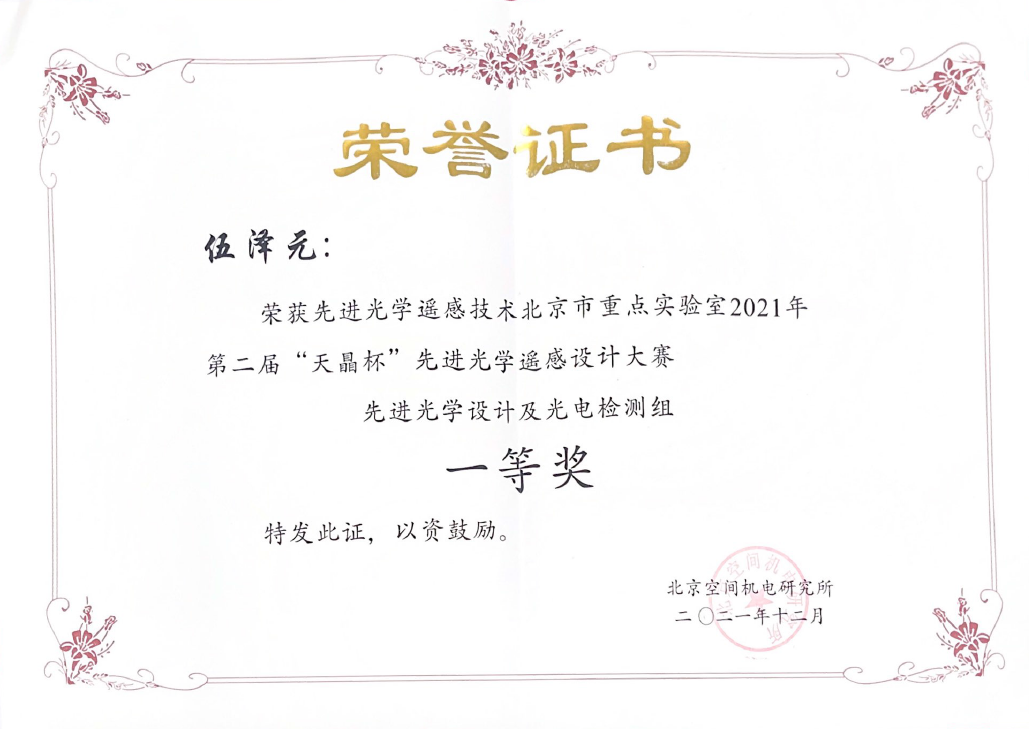 荣誉证书
伍泽元：
荣获先进光学遥感技术北京市重点实验室2021年
第二届“天晶杯”先进光学遥感设计大赛
先进光学设计及光电检测组
一等奖
特发此证，以资鼓励。
北京空间机电研究所
二〇二一年十二月